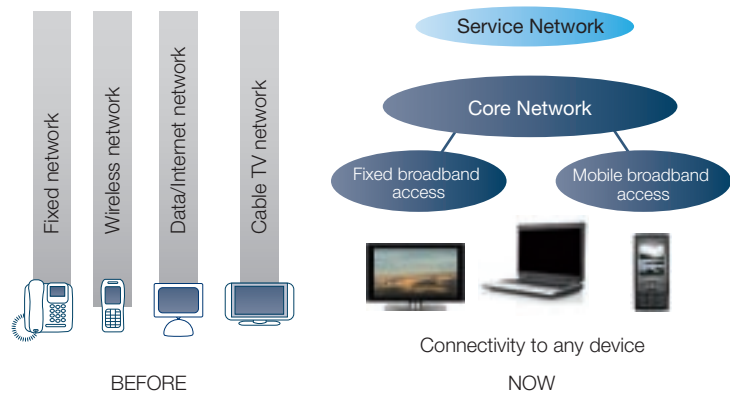 Fixed network
Wireless network
Data/Internet network
Cable TV network
BEFORE
Service Network
Core Network
Fixed broadband
access
Mobile broadband
access
Connectivity to any device
NOW